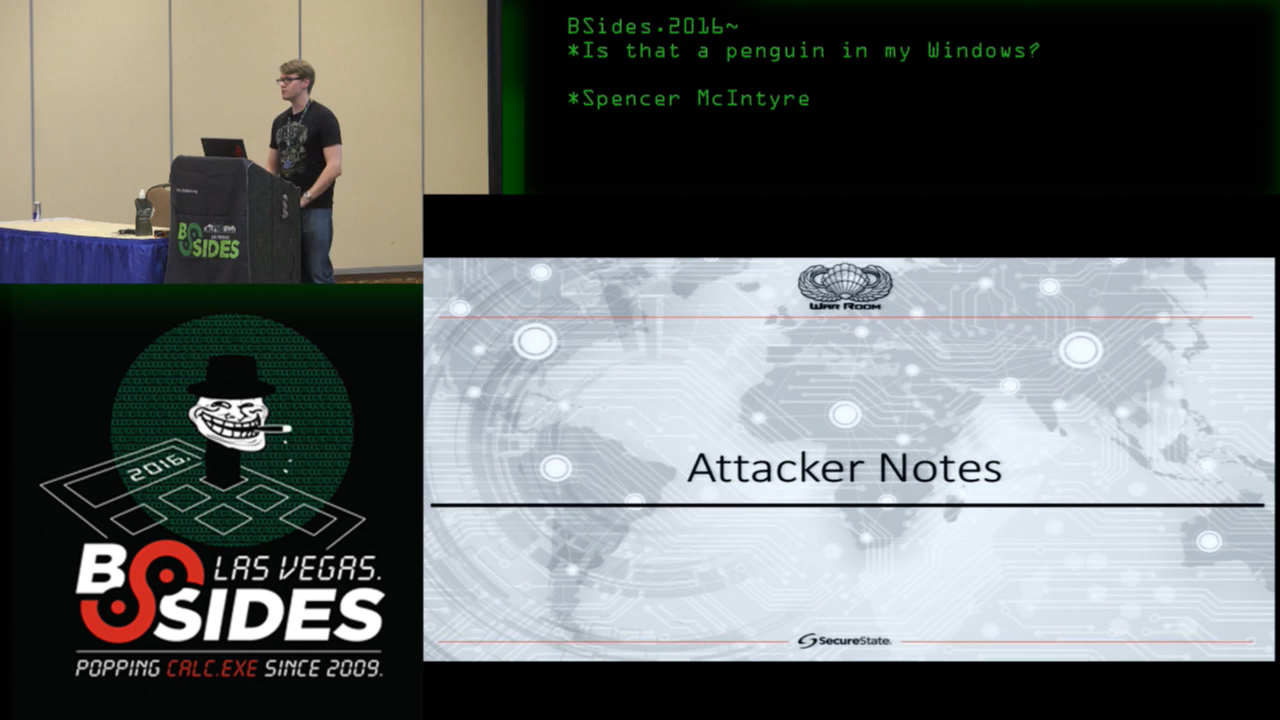 BSides.2016~
*Is that a penguin in my Windows?
*Spencer McIntyre
BSIDES
WAR ROOM
Attacker Notes
SecureState
2016.
BSIDES
LAS VEGAS.
POPPING CALC.EXE SINCE 2009.